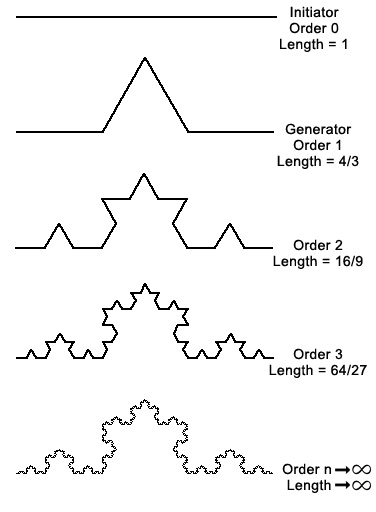 Initiator
Order 0
Length = 1
Generator
Order 1
Length = 4/3
Order 2
Length = 16/9
Order 3
Length = 64/27
Order n→∞
Length→∞